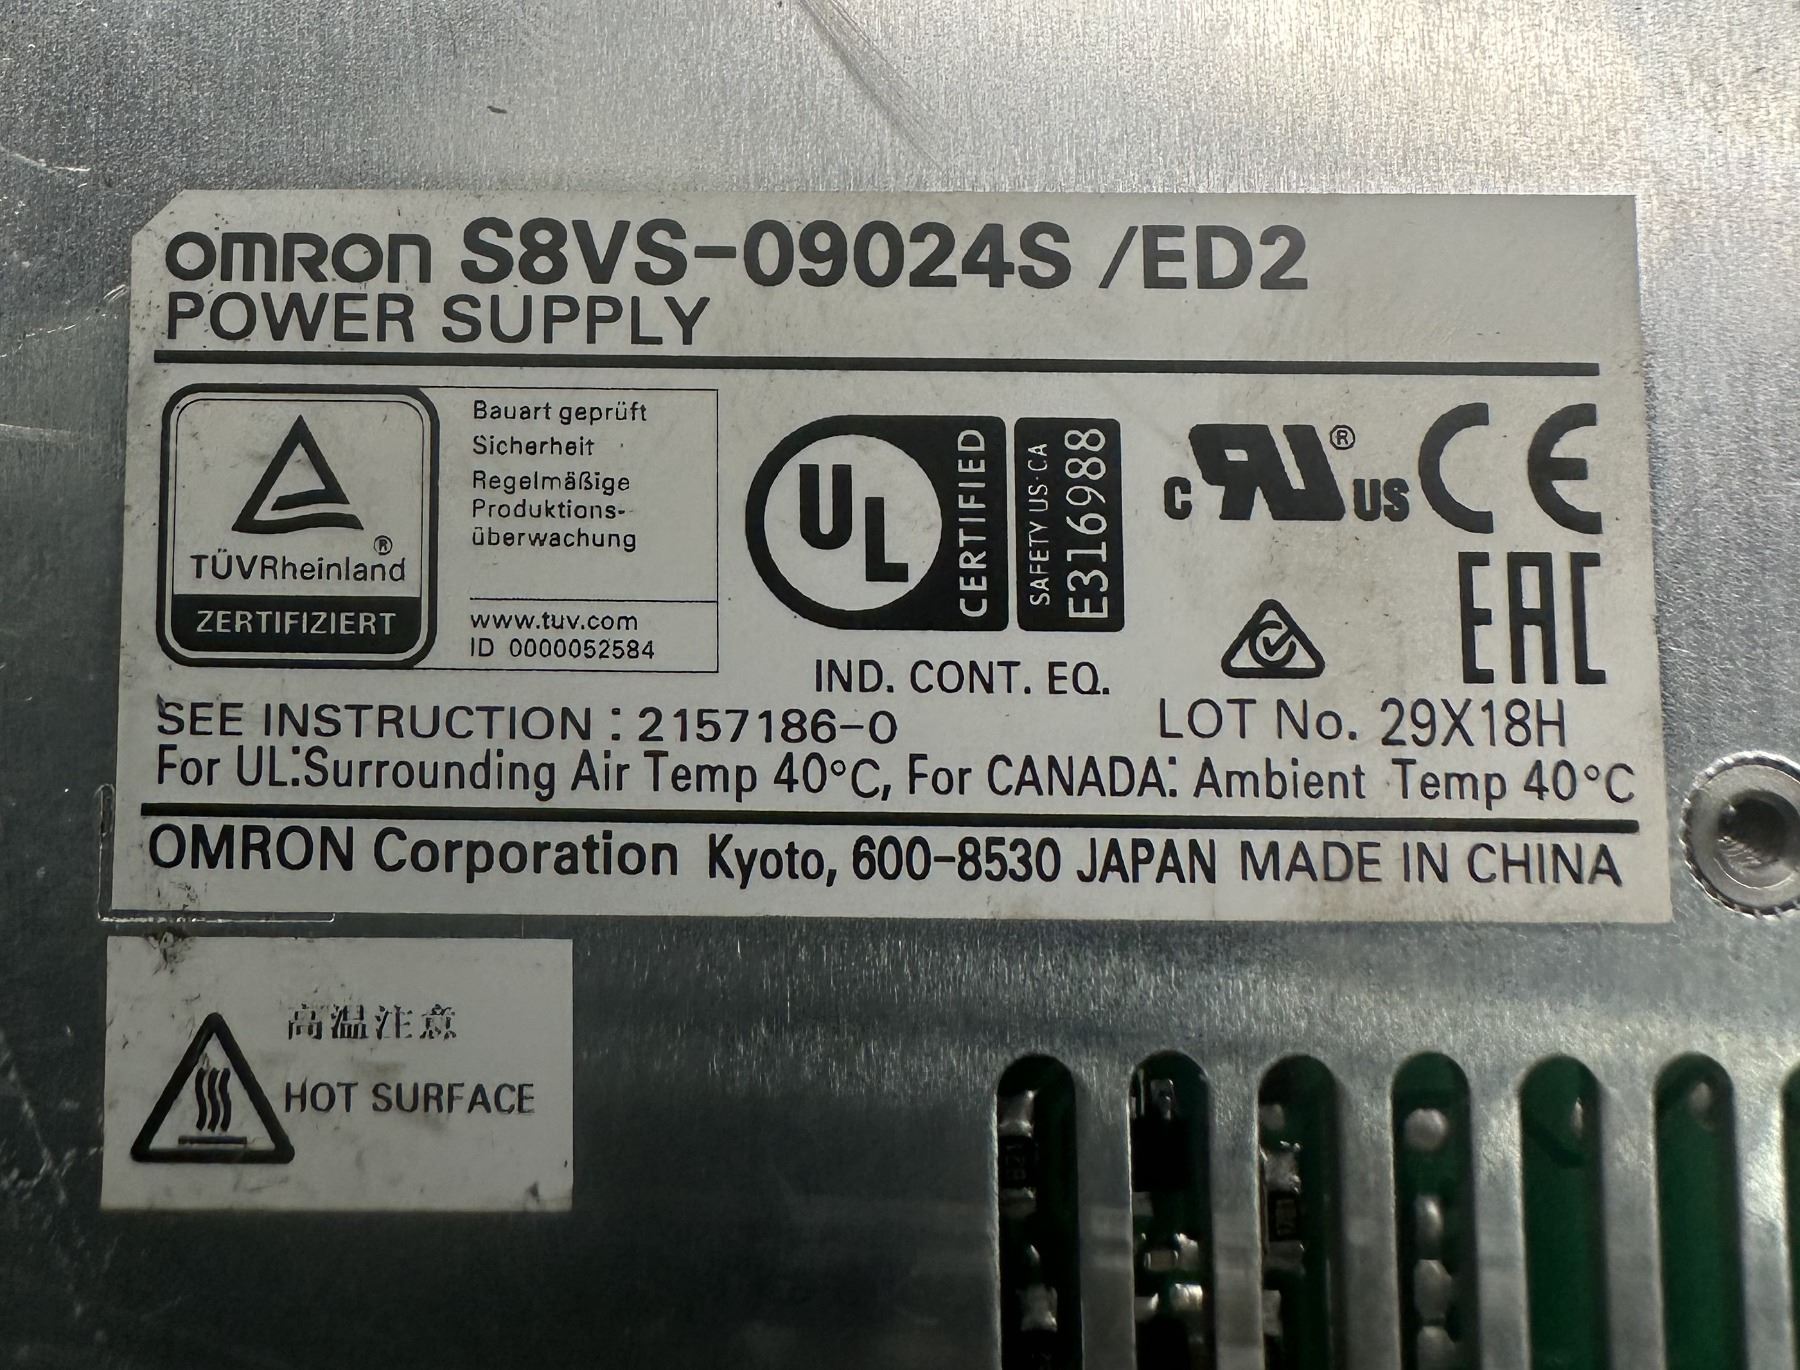 OMRON S8VS-09024S /ED2
POWER SUPPLY
TÜVRheinland®
ZERTIFIZIERT
Bauart geprüft
Sicherheit
Regelmäßige
Produktions-
überwachung
www.tuv.com
ID 0000052584
UL
CERTIFIED
SAFETY US·CA
E316988
IND. CONT. EQ.
c RU® US CE
EAC
SEE INSTRUCTION : 2157186-0
LOT No. 29X18H
For UL:Surrounding Air Temp 40°C, For CANADA: Ambient Temp 40°C
OMRON Corporation Kyoto, 600-8530 JAPAN MADE IN CHINA
高温注意
HOT SURFACE